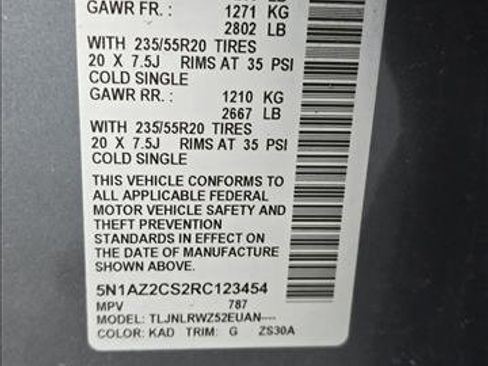 GAWR FR. : 1271 KG
2802 LB
WITH 235/55R20 TIRES
20 X 7.5J RIMS AT 35 PSI
COLD SINGLE
GAWR RR. : 1210 KG
2667 LB
WITH 235/55R20 TIRES
20 X 7.5J RIMS AT 35 PSI
COLD SINGLE
THIS VEHICLE CONFORMS TO
ALL APPLICABLE FEDERAL
MOTOR VEHICLE SAFETY AND
THEFT PREVENTION
STANDARDS IN EFFECT ON
THE DATE OF MANUFACTURE
SHOWN ABOVE.
5N1AZ2CS2RC123454
MPV 787
MODEL: TLJNLRWZ52EUAN----
COLOR: KAD TRIM: G ZS30A